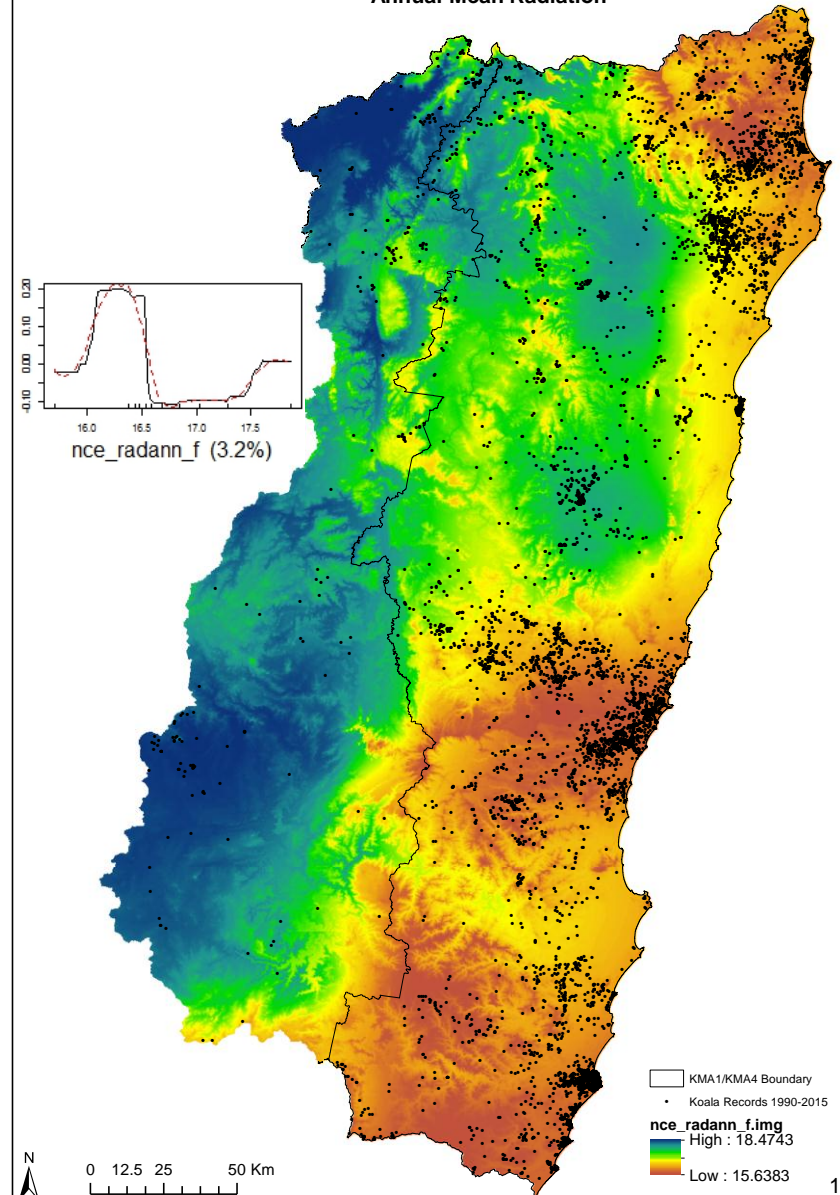 Annual Mean Radiation
0.20
0.10
0.00
-0.10
16.0 16.5 17.0 17.5
nce_radann_f (3.2%)
KMA1/KMA4 Boundary
Koala Records 1990-2015
nce_radann_f.img
High : 18.4743
Low : 15.6383
N
0 12.5 25 50 Km
1